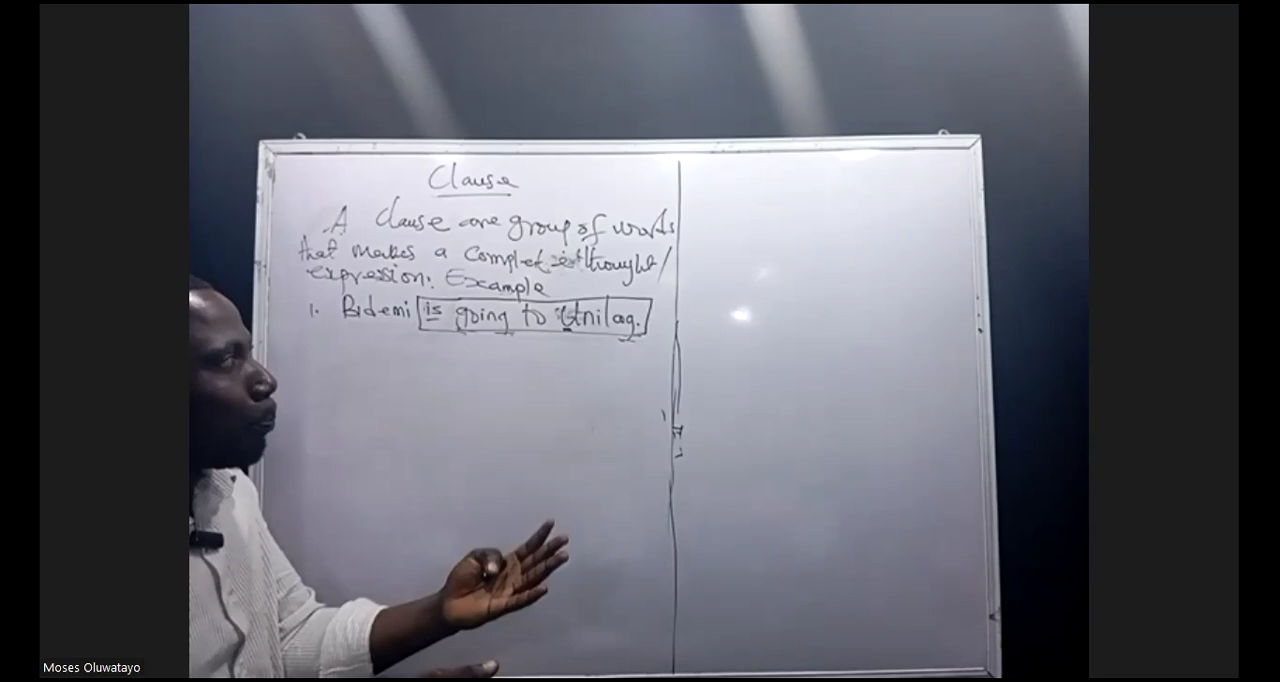 Clause
A clause are group of words
that makes a complete thought/
expression. Example
1. Bidemi is going to Unilag.
Moses Oluwatayo